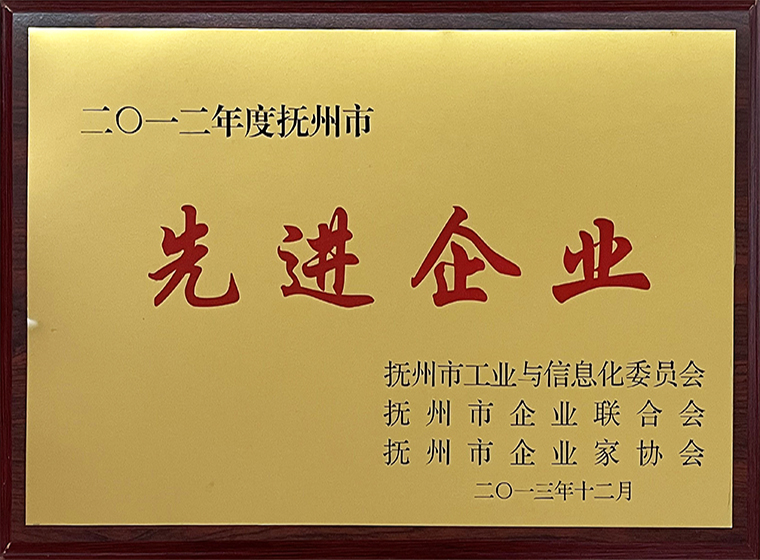 二〇一二年度抚州市
先进企业
抚州市工业与信息化委员会
抚州市企业联合会
抚州市企业家协会
二〇一三年十二月